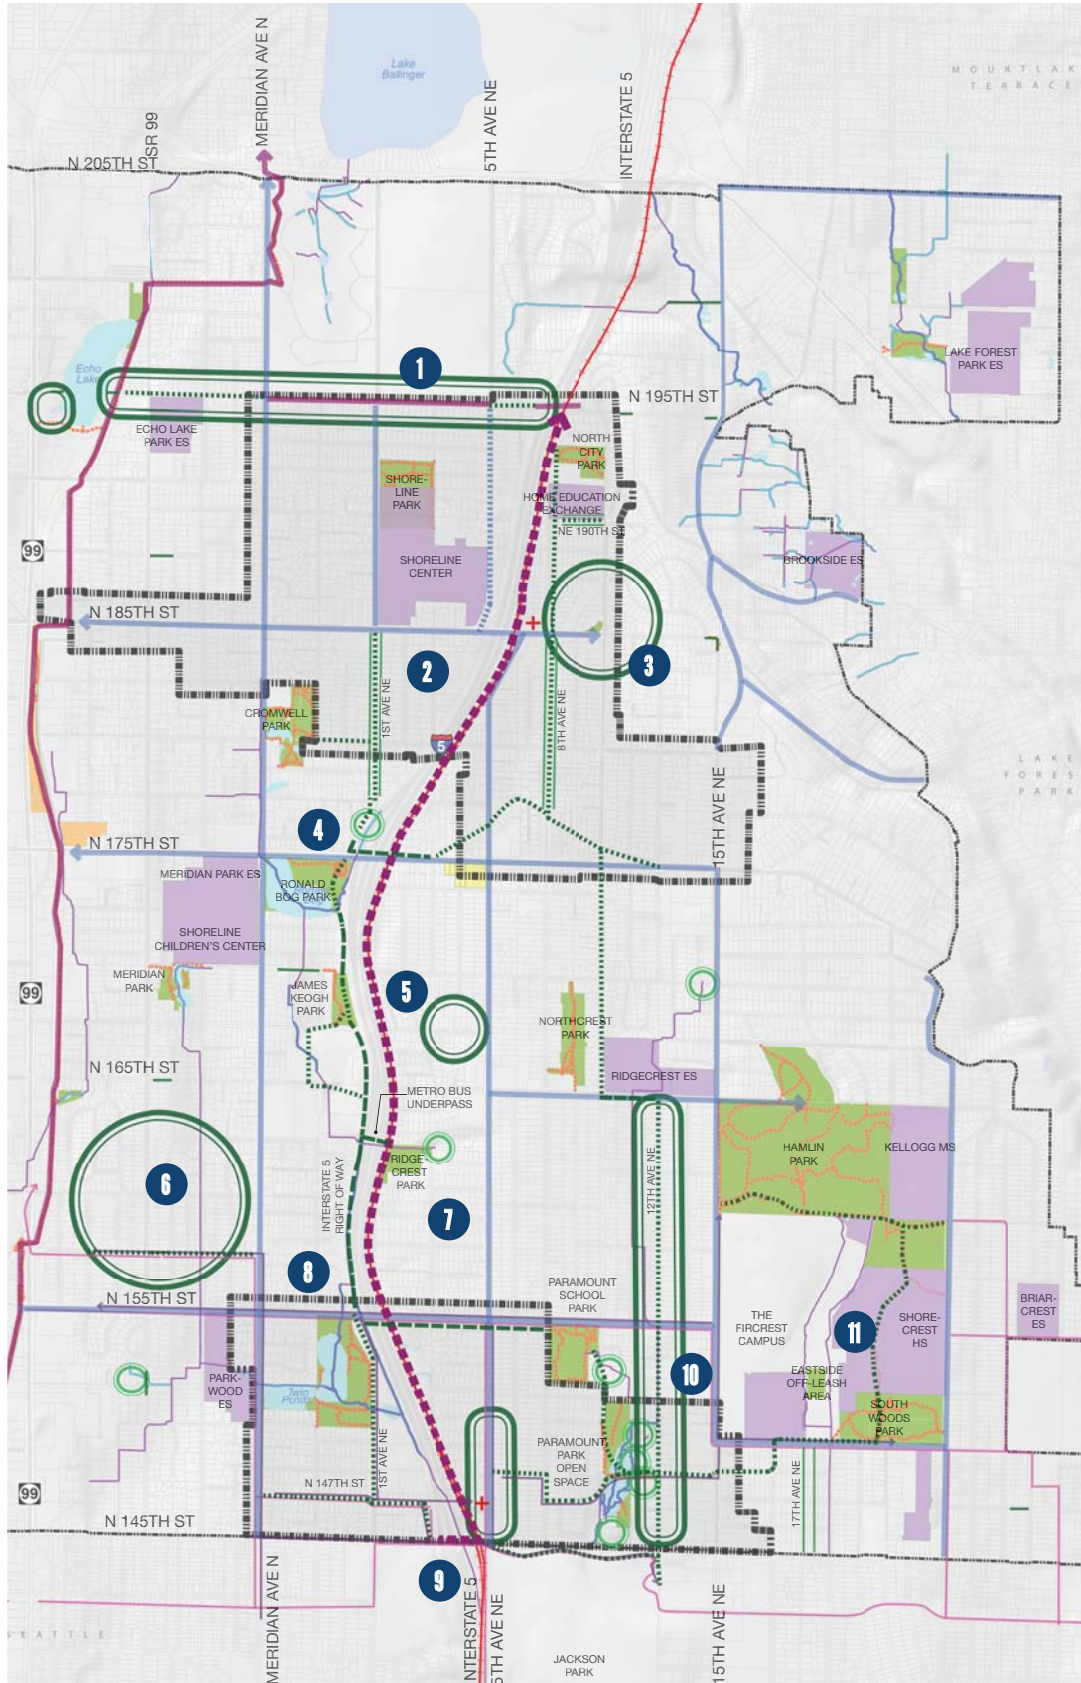 Lake
Ballinger
MERIDIAN AVE N
SR 99
5TH AVE NE
INTERSTATE 5
MOUNTLAKE
TERRACE
N 205TH ST
1
Echo
Lake
ECHO LAKE
PARK ES
N 195TH ST
LAKE FOREST
PARK ES
NORTH
CITY
PARK
SHORE-
LINE
PARK
HOME EDUCATION
EXCHANGE
NE 190TH ST
99
SHORELINE
CENTER
BROOKSIDE ES
N 185TH ST
2
3
1ST AVE NE
8TH AVE NE
CROMWELL
PARK
5
LAKE
FORES
PARK
15TH AVE NE
4
N 175TH ST
MERIDIAN PARK ES
RONALD
BOG PARK
SHORELINE
CHILDREN'S CENTER
MERIDIAN
PARK
JAMES
KEOGH
PARK
5
99
NORTHCREST
PARK
N 165TH ST
RIDGECREST ES
METRO BUS
UNDERPASS
HAMLIN
PARK
KELLOGG MS
RIDGE-
CREST
PARK
INTERSTATE 5
RIGHT OF WAY
12TH AVE NE
6
7
8
N 155TH ST
PARAMOUNT
SCHOOL
PARK
THE
FIRCREST
CAMPUS
11
SHORE-
CREST
HS
BRIAR-
CREST
ES
10
PARK-
WOOD
ES
Twin
Ponds
EASTSIDE
OFF-LEASH
AREA
SOUTH
WOODS
PARK
PARAMOUNT
PARK
OPEN
SPACE
1ST AVE NE
N 147TH ST
17TH AVE NE
99
N 145TH ST
9
MERIDIAN AVE N
NTERSTATE 5
5TH AVE NE
15TH AVE NE
SEATTLE
JACKSON
PARK